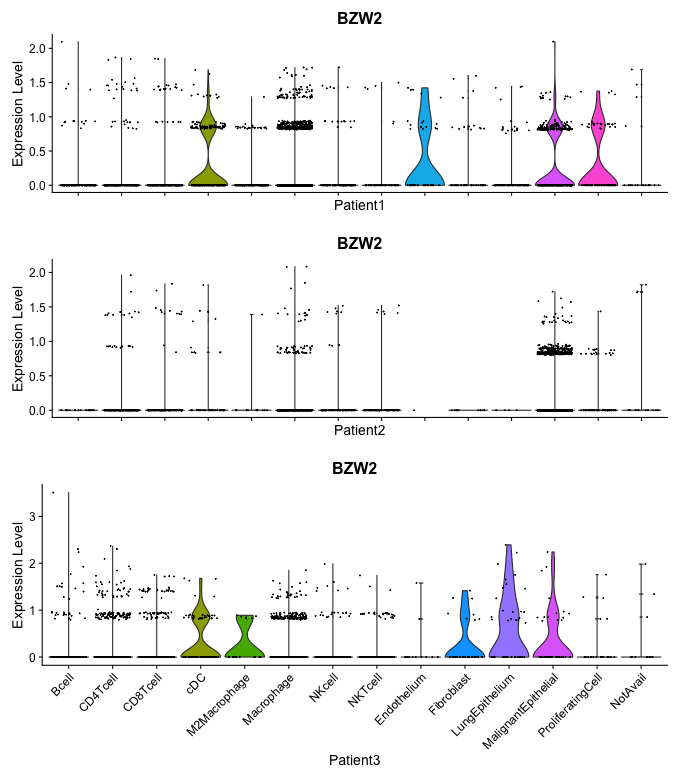 BZW2
Expression Level
2.0
1.5
1.0
0.5
0.0
Patient1
BZW2
Expression Level
2.0
1.5
1.0
0.5
0.0
Patient2
BZW2
Expression Level
3
2
1
0
Bcell
CD4Tcell
CD8Tcell
cDC
M2Macrophage
Macrophage
NKcell
NKTcell
Endothelium
Fibroblast
LungEpithelium
MalignantEpithelial
ProliferatingCell
NotAvail
Patient3